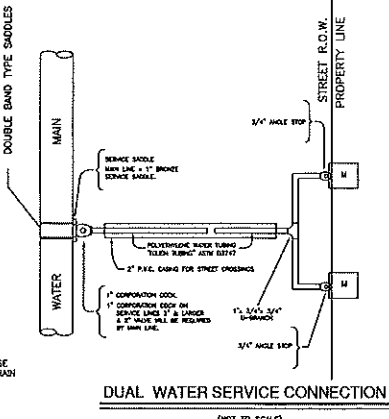 DOUBLE BAND TYPE SADDLES
STREET R.O.W.
PROPERTY LINE
MAIN
3/4" ANGLE STOP
M
SERVICE SADDLE
MAIN LINE x 1" BRONZE
SERVICE SADDLE.
POLYETHYLENE WATER TUBING
"TOUGH TUBING" ASTM
2" P.V.C. CASING FOR STREET CROSSINGS
WATER
1" CORPORATION COCK.
1" CORPORATION COCK ON
SERVICE LINES 2" & LARGER
A 2" VALVE WILL BE REQUIRED
BY MAIN LINE.
1"x 3/4"x 3/4"
U-BRANCH
M
3/4" ANGLE STOP
DUAL WATER SERVICE CONNECTION
(NOT TO SCALE)